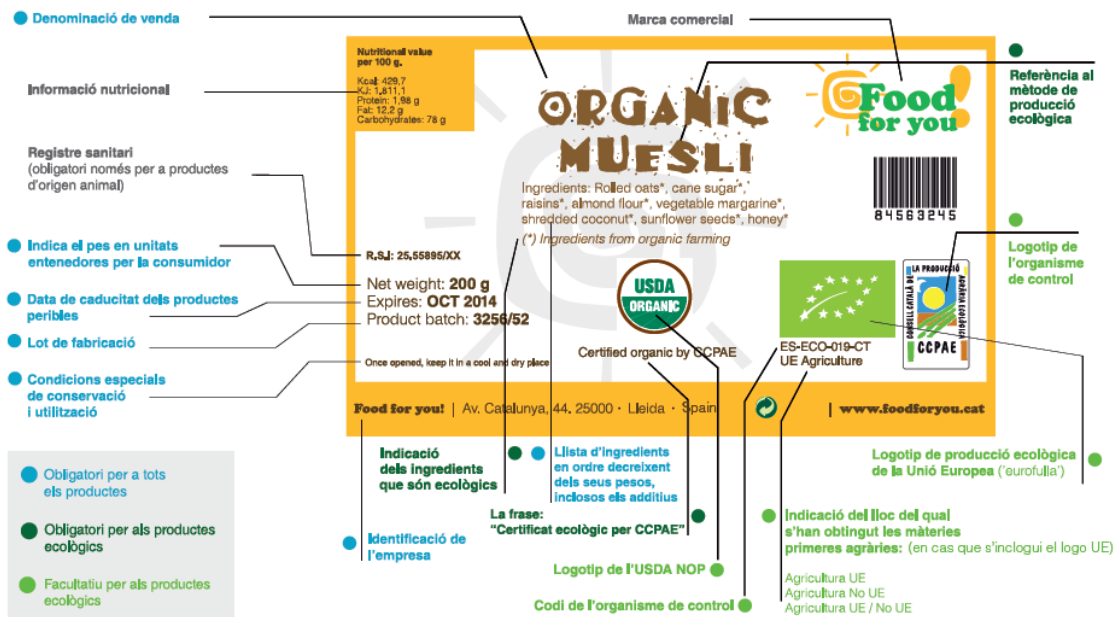 Denominació de venda
Marca comercial
Informació nutricional
Registre sanitari
(obligatori només per a productes
d'origen animal)
Indica el pes en unitats
entenedores per la consumidor
Data de caducitat dels productes
peribles
Lot de fabricació
Condicions especials
de conservació
i utilització
Nutritional value
per 100 g.
Kcal: 429,7
KJ: 1,811,1
Protein: 1,98 g
Fat: 12,2 g
Carbohydrates: 78 g
ORGANIC
MUESLI
Ingredients: Rolled oats*, cane sugar*,
raisins*, almond flour*, vegetable margarine*,
shredded coconut*, sunflower seeds*, honey*
(*) Ingredients from organic farming
R.S.I: 25.55895/XX
Net weight: 200 g
Expires: OCT 2014
Product batch: 3256/52
Once opened, keep it in a cool and dry place
USDA
ORGANIC
Certified organic by CCPAE
Food
for you!
84563245
ES-ECO-019-CT
UE Agriculture
CONSELL CATALÀ DE LA PRODUCCIÓ AGRÀRIA ECOLÒGICA
CCPAE
Food for you! | Av. Catalunya, 44. 25000 · Lleida · Spain
| www.foodforyou.cat
Referència al
mètode de
producció
ecològica
Logotip de
l'organisme
de control
Logotip de producció ecològica
de la Unió Europea ('eurofulla')
Indicació
dels ingredients
que són ecològics
Llista d'ingredients
en ordre decreixent
dels seus pesos,
inclosos els additius
La frase:
"Certificat ecològic per CCPAE"
Identificació de
l'empresa
Logotip de l'USDA NOP
Codi de l'organisme de control
Indicació del lloc del qual
s'han obtingut les màteries
primeres agràries: (en cas que s'inclogui el logo UE)
Agricultura UE
Agricultura No UE
Agricultura UE / No UE
Obligatori per a tots
els productes
Obligatori per als productes
ecològics
Facultatiu per als productes
ecològics